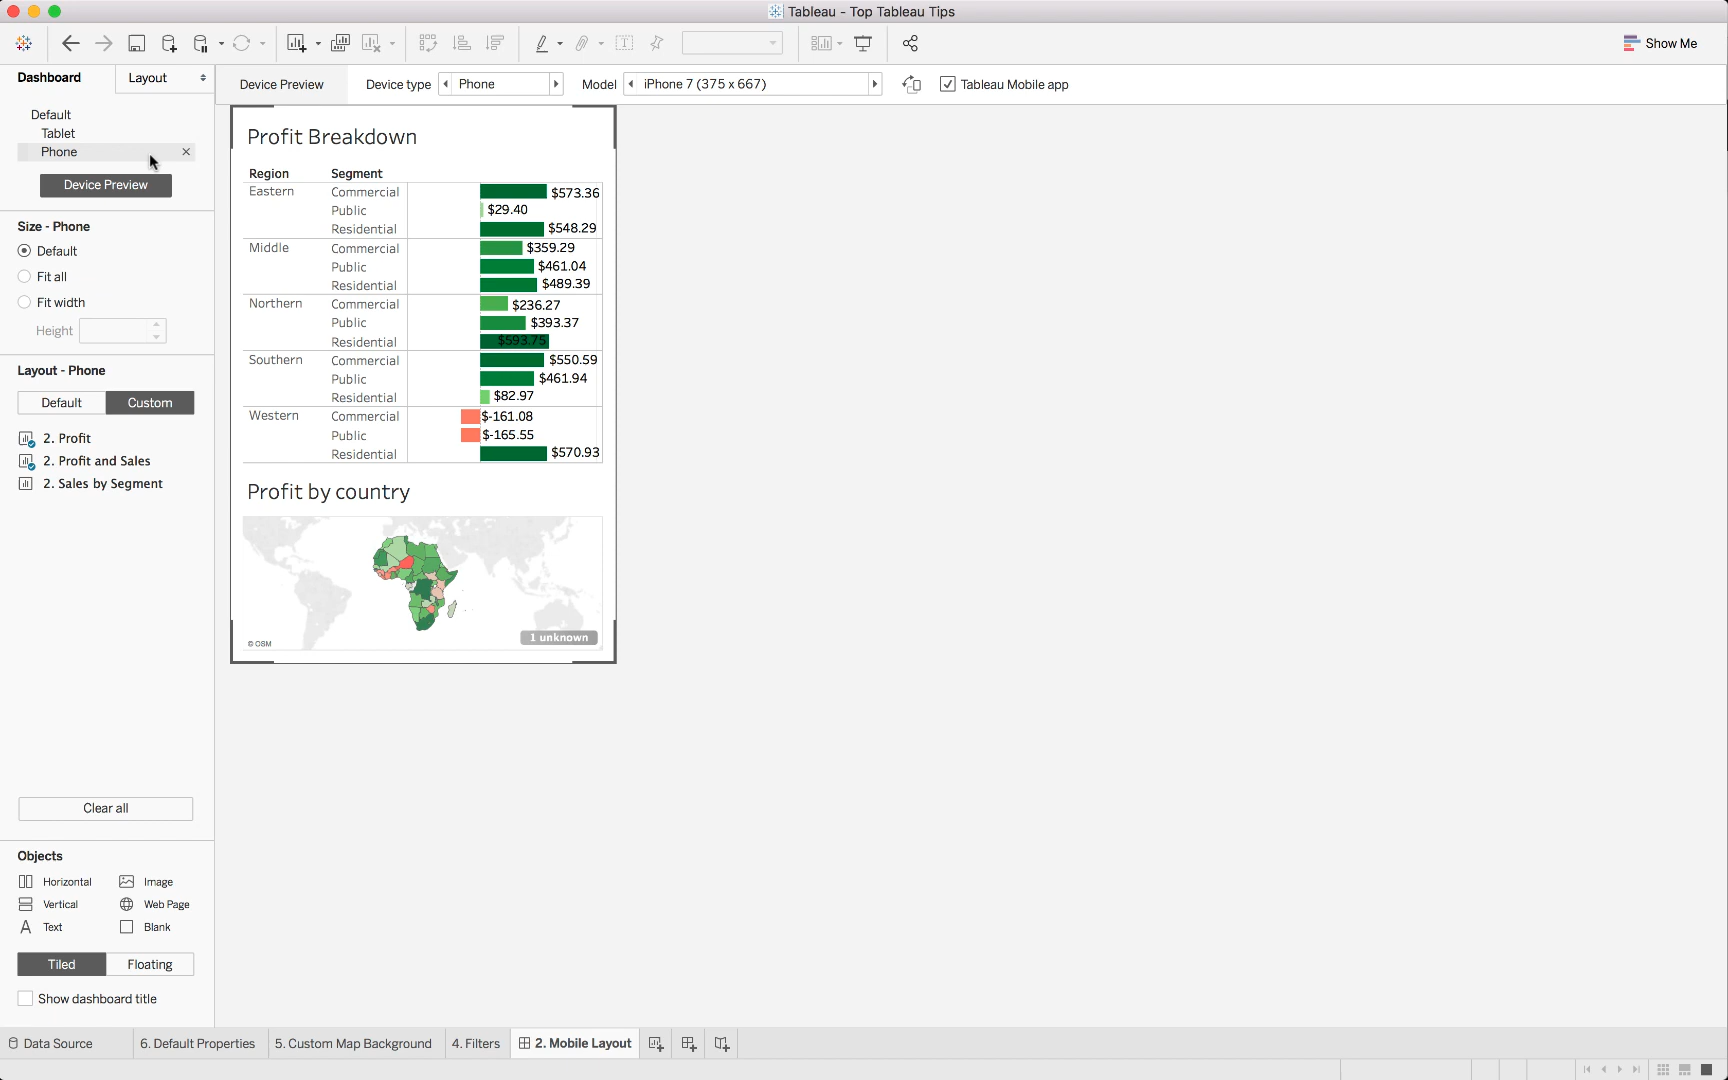 Tableau - Top Tableau Tips
Show Me
Dashboard Layout
Device Preview Device type Phone Model iPhone 7 (375 x 667) Tableau Mobile app
Default
Tablet
Phone
Device Preview
Size - Phone
Default
Fit all
Fit width
Height
Layout - Phone
Default Custom
2. Profit
2. Profit and Sales
2. Sales by Segment
Clear all
Objects
Horizontal Image
Vertical Web Page
Text Blank
Tiled Floating
Show dashboard title
Profit Breakdown
Region Segment
Eastern Commercial $573.36
Public $29.40
Residential $548.29
Middle Commercial $359.29
Public $461.04
Residential $489.39
Northern Commercial $236.27
Public $393.37
Residential $593.75
Southern Commercial $550.59
Public $461.94
Residential $82.97
Western Commercial $-161.08
Public $-165.55
Residential $570.93
Profit by country
© OSM
1 unknown
Data Source 6. Default Properties 5. Custom Map Background 4. Filters 2. Mobile Layout